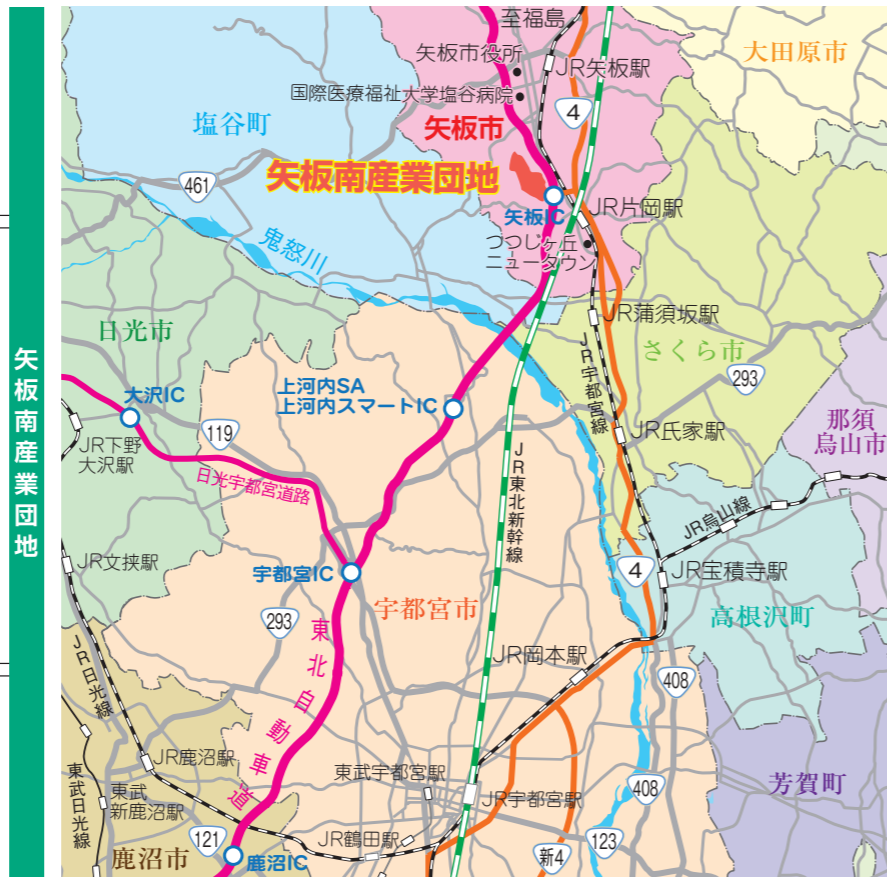 矢板南産業団地
至福島
矢板市役所
JR矢板駅
大田原市
国際医療福祉大学塩谷病院
4
塩谷町
矢板市
461
矢板南産業団地
矢板IC
JR片岡駅
つつじヶ丘
ニュータウン
鬼怒川
JR蒲須坂駅
日光市
さくら市
JR宇都宮線
293
大沢IC
上河内SA
上河内スマートIC
那須
烏山市
119
JR下野
大沢駅
JR氏家駅
日光宇都宮道路
JR東北新幹線
JR烏山線
JR文挟駅
宇都宮IC
4
JR宝積寺駅
293
宇都宮市
高根沢町
東北自動車道
JR岡本駅
408
JR日光線
JR鹿沼駅
東武宇都宮駅
408
芳賀町
東武日光線
東武
新鹿沼駅
JR宇都宮駅
121
JR鶴田駅
123
新4
鹿沼市
鹿沼IC